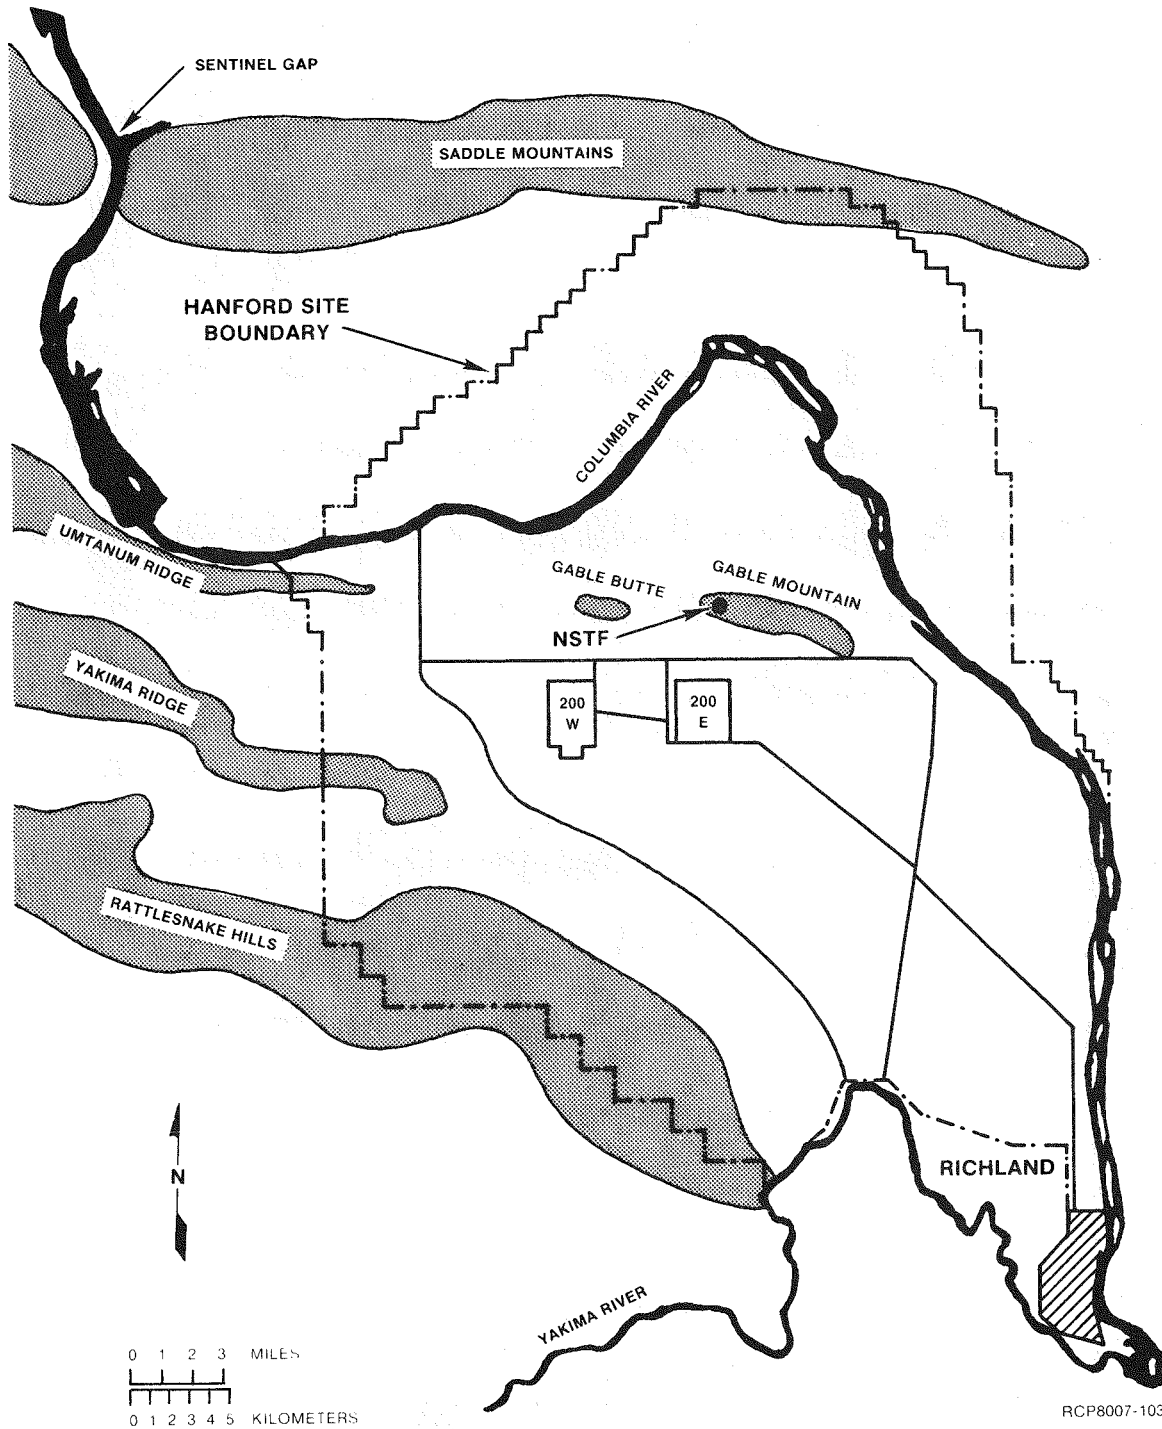 SENTINEL GAP
SADDLE MOUNTAINS
HANFORD SITE
BOUNDARY
COLUMBIA RIVER
UMTANUM RIDGE
GABLE BUTTE
GABLE MOUNTAIN
NSTF
YAKIMA RIDGE
200
W
200
E
RATTLESNAKE HILLS
N
RICHLAND
YAKIMA RIVER
0 1 2 3 MILES
0 1 2 3 4 5 KILOMETERS
RCP8007-103